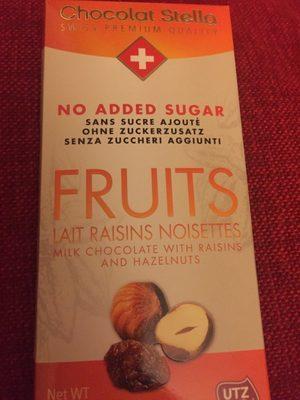 Chocolat Stella
SWISS PREMIUM QUALITY
NO ADDED SUGAR
SANS SUCRE AJOUTÉ
OHNE ZUCKERZUSATZ
SENZA ZUCCHERI AGGIUNTI
FRUITS
LAIT RAISINS NOISETTES
MILK CHOCOLATE WITH RAISINS
AND HAZELNUTS
Net WT
UTZ